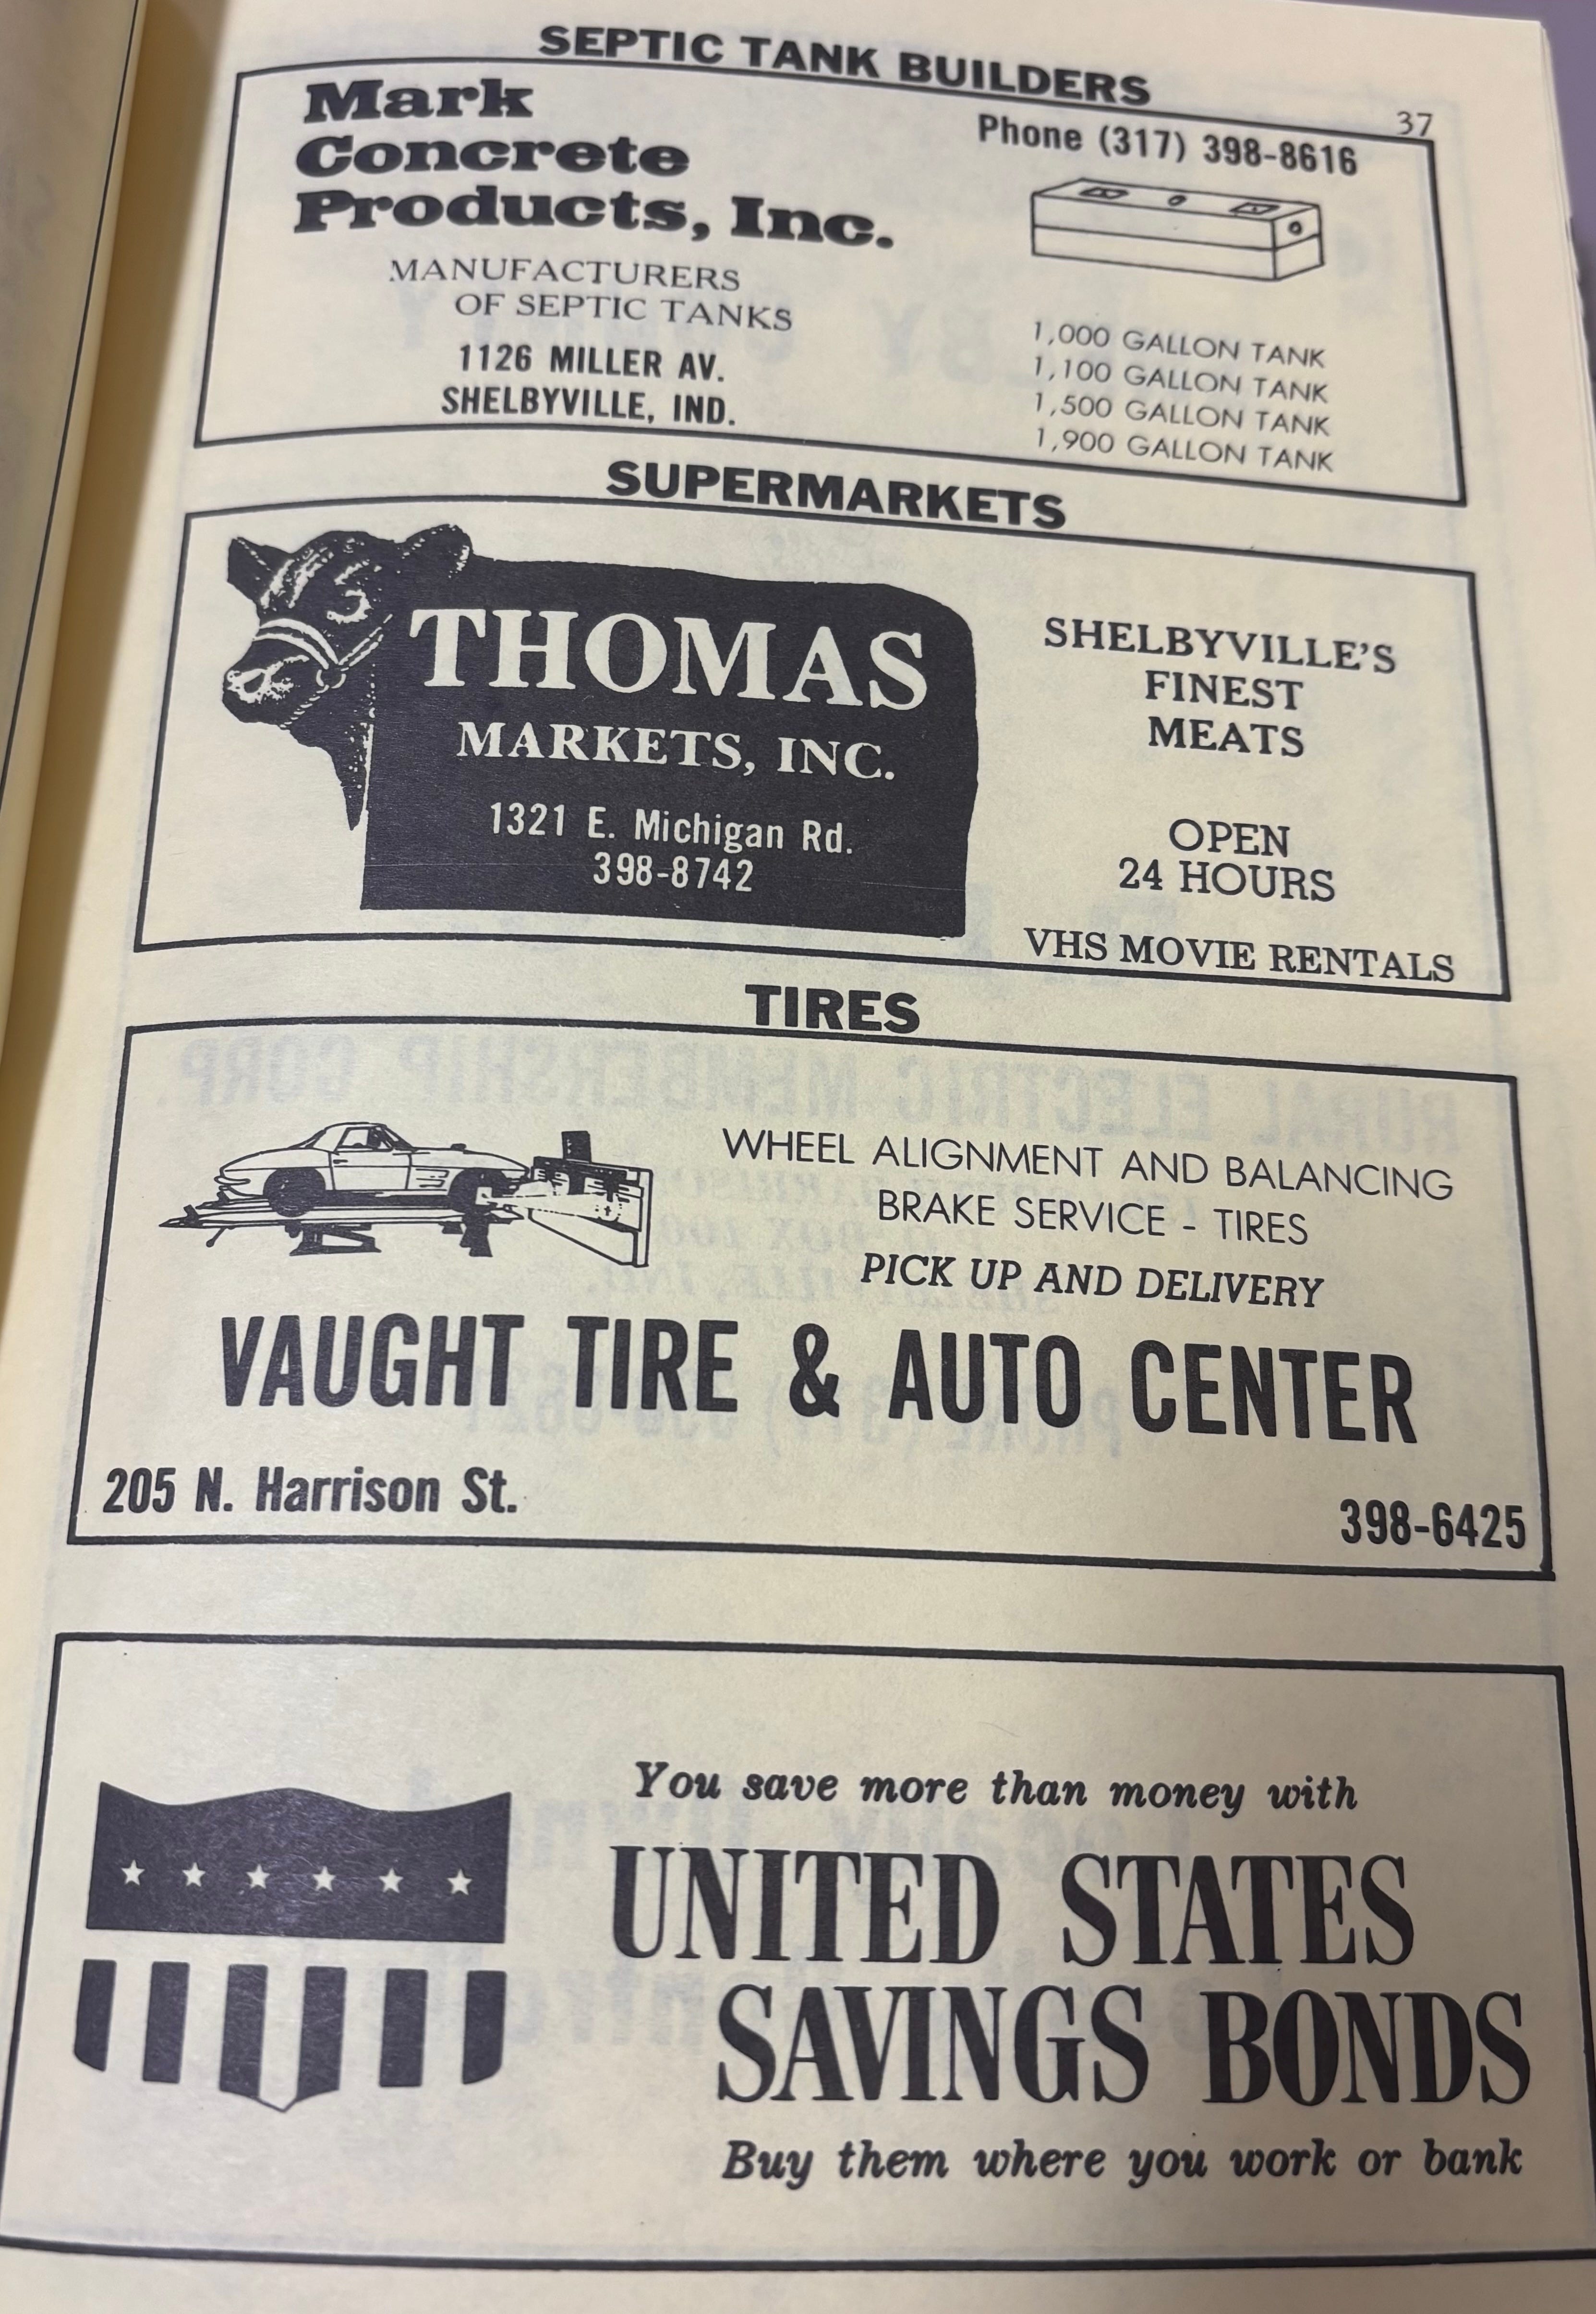 SEPTIC TANK BUILDERS
37
Mark
Concrete
Products, Inc.
MANUFACTURERS
OF SEPTIC TANKS
1126 MILLER AV.
SHELBYVILLE, IND.
Phone (317) 398-8616
1,000 GALLON TANK
1,100 GALLON TANK
1,500 GALLON TANK
1,900 GALLON TANK
SUPERMARKETS
THOMAS
MARKETS, INC.
1321 E. Michigan Rd.
398-8742
SHELBYVILLE'S
FINEST
MEATS
OPEN
24 HOURS
VHS MOVIE RENTALS
TIRES
WHEEL ALIGNMENT AND BALANCING
BRAKE SERVICE - TIRES
PICK UP AND DELIVERY
VAUGHT TIRE & AUTO CENTER
205 N. Harrison St.
398-6425
You save more than money with
UNITED STATES
SAVINGS BONDS
Buy them where you work or bank